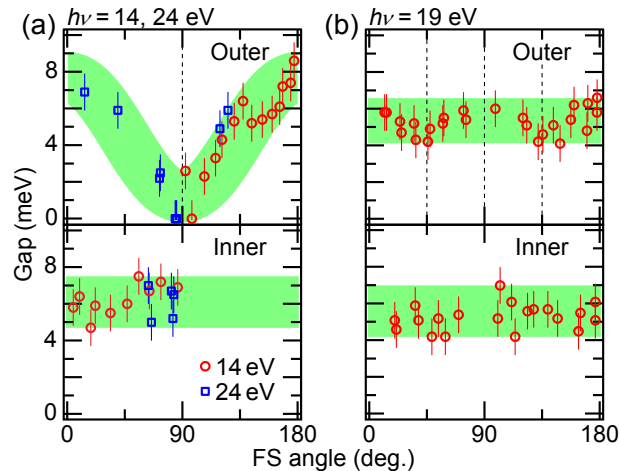 hν = 14, 24 eV
hν = 19 eV
(a)
(b)
Outer
Outer
8
4
0
Gap (meV)
Inner
Inner
8
4
0
14 eV
24 eV
0
90
180
0
90
180
FS angle (deg.)